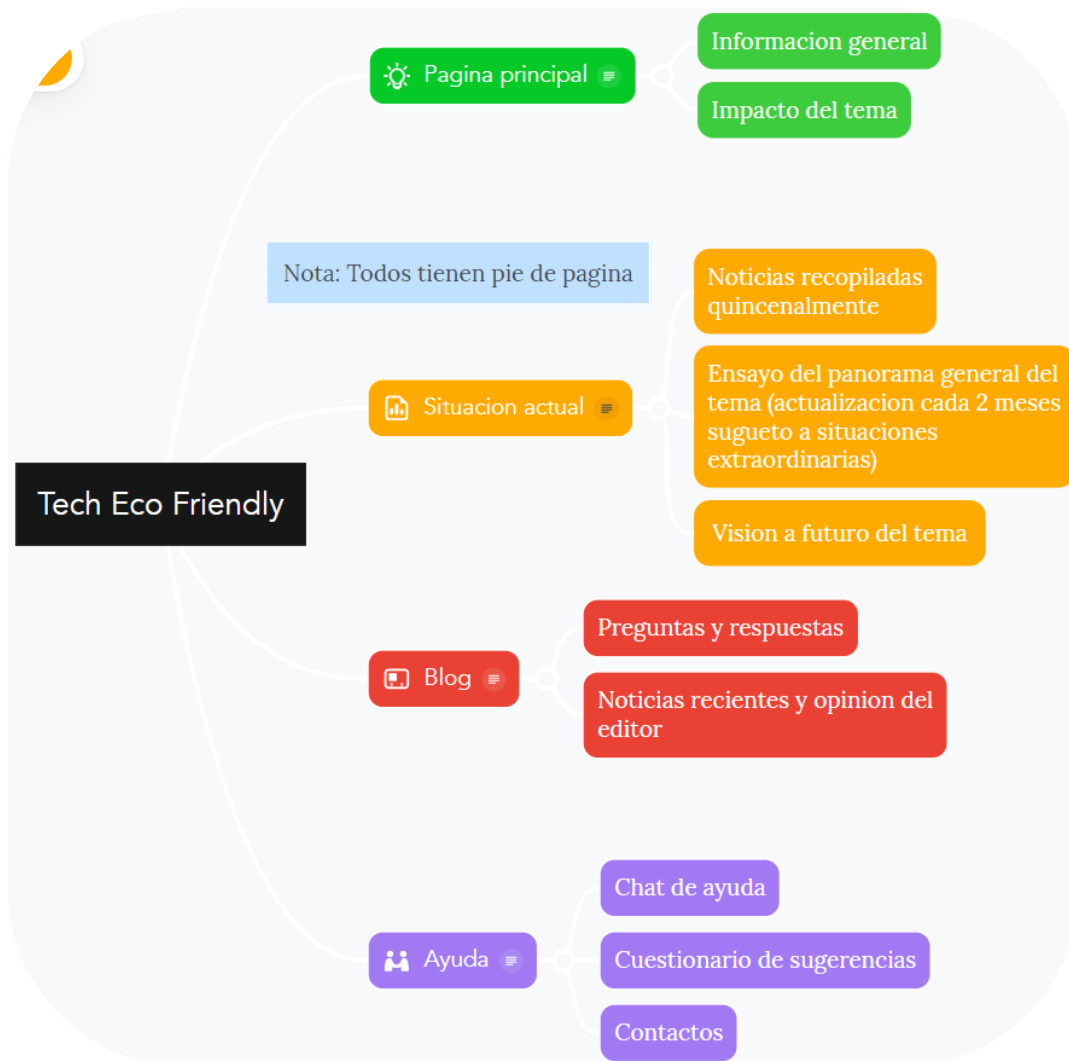 Pagina principal
Informacion general
Impacto del tema
Nota: Todos tienen pie de pagina
Situacion actual
Noticias recopiladas
quincenalmente
Ensayo del panorama general del
tema (actualizacion cada 2 meses
sugueto a situaciones
extraordinarias)
Vision a futuro del tema
Tech Eco Friendly
Blog
Preguntas y respuestas
Noticias recientes y opinion del
editor
Ayuda
Chat de ayuda
Cuestionario de sugerencias
Contactos